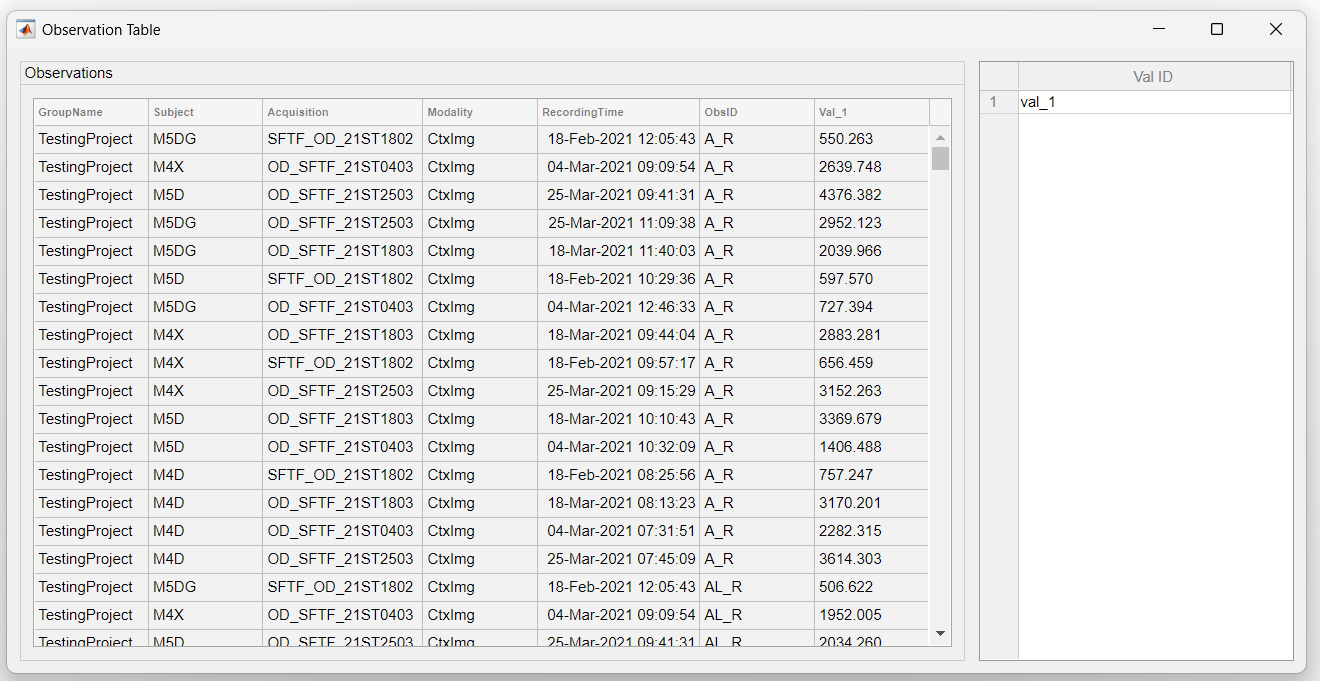 Observation Table
Observations
GroupName Subject Acquisition Modality RecordingTime ObsID Val_1
TestingProject M5DG SFTF_OD_21ST1802 CtxImg 18-Feb-2021 12:05:43 A_R 550.263
TestingProject M4X OD_SFTF_21ST0403 CtxImg 04-Mar-2021 09:09:54 A_R 2639.748
TestingProject M5D OD_SFTF_21ST2503 CtxImg 25-Mar-2021 09:41:31 A_R 4376.382
TestingProject M5DG OD_SFTF_21ST2503 CtxImg 25-Mar-2021 11:09:38 A_R 2952.123
TestingProject M5DG OD_SFTF_21ST1803 CtxImg 18-Mar-2021 11:40:03 A_R 2039.966
TestingProject M5D SFTF_OD_21ST1802 CtxImg 18-Feb-2021 10:29:36 A_R 597.570
TestingProject M5DG OD_SFTF_21ST0403 CtxImg 04-Mar-2021 12:46:33 A_R 727.394
TestingProject M4X OD_SFTF_21ST1803 CtxImg 18-Mar-2021 09:44:04 A_R 2883.281
TestingProject M4X SFTF_OD_21ST1802 CtxImg 18-Feb-2021 09:57:17 A_R 656.459
TestingProject M4X OD_SFTF_21ST2503 CtxImg 25-Mar-2021 09:15:29 A_R 3152.263
TestingProject M5D OD_SFTF_21ST1803 CtxImg 18-Mar-2021 10:10:43 A_R 3369.679
TestingProject M5D OD_SFTF_21ST0403 CtxImg 04-Mar-2021 10:32:09 A_R 1406.488
TestingProject M4D SFTF_OD_21ST1802 CtxImg 18-Feb-2021 08:25:56 A_R 757.247
TestingProject M4D OD_SFTF_21ST1803 CtxImg 18-Mar-2021 08:13:23 A_R 3170.201
TestingProject M4D OD_SFTF_21ST0403 CtxImg 04-Mar-2021 07:31:51 A_R 2282.315
TestingProject M4D OD_SFTF_21ST2503 CtxImg 25-Mar-2021 07:45:09 A_R 3614.303
TestingProject M5DG SFTF_OD_21ST1802 CtxImg 18-Feb-2021 12:05:43 AL_R 506.622
TestingProject M4X OD_SFTF_21ST0403 CtxImg 04-Mar-2021 09:09:54 AL_R 1952.005
TestingProject M5D OD_SFTF_21ST2503 CtxImg 25-Mar-2021 09:41:31 AL_R 2034.260
Val ID
1 val_1